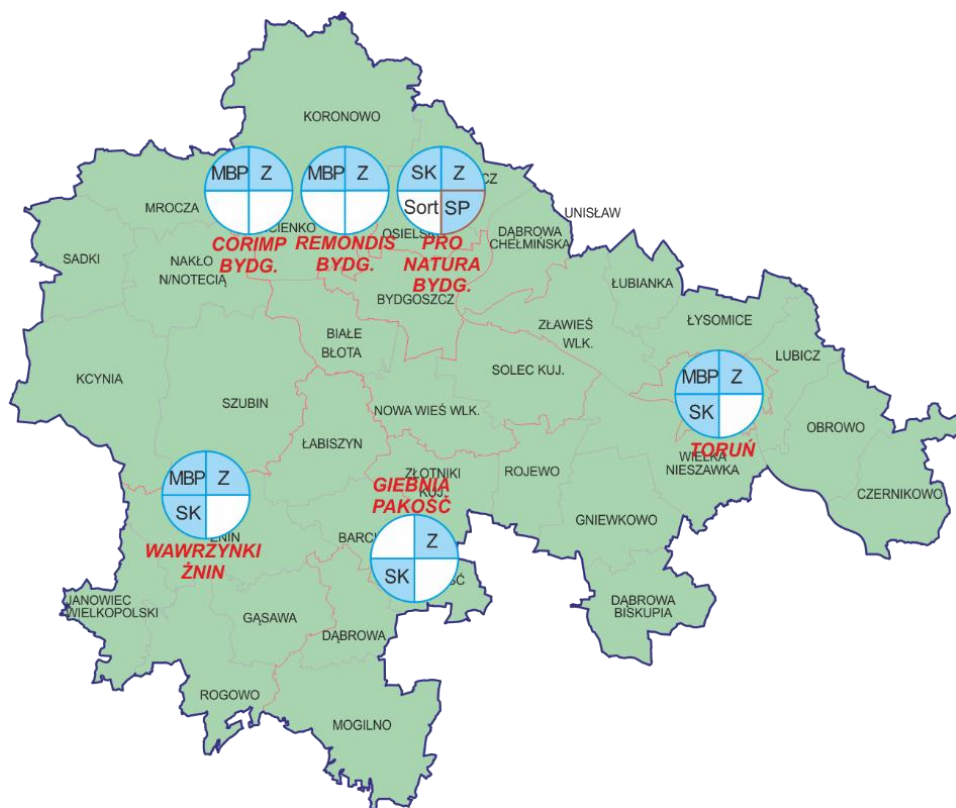 KORONOWO
MBP Z
MBP Z
SK Z
Sort SP
CZ
MROCZA
CIENKO
OSIELSK
UNISŁAW
DĄBROWA
CHEŁMIŃSKA
CORIMP
BYDG.
REMONDIS
BYDG.
PRO
NATURA
BYDG.
SADKI
NAKŁO
N/NOTECIĄ
BYDGOSZCZ
ŁUBIANKA
ZŁAWIEŚ
WLK.
ŁYSOMICE
BIAŁE
BŁOTA
LUBICZ
KCYNIA
SOLEC KUJ.
MBP Z
SK
SZUBIN
NOWA WIEŚ WLK.
OBROWO
ŁABISZYN
TORUŃ
WIELKA
NIESZAWKA
ZŁOTNIKI
KUJ.
ROJEWO
CZERNIKOWO
MBP Z
SK
GIEBNIA
PAKOŚĆ
GNIEWKOWO
ŻNIN
BARCI
WAWRZYNKI
ŻNIN
Z
SK
ŚĆ
JANOWIEC
WIELKOPOLSKI
GĄSAWA
DĄBROWA
DĄBROWA
BISKUPIA
ROGOWO
MOGILNO